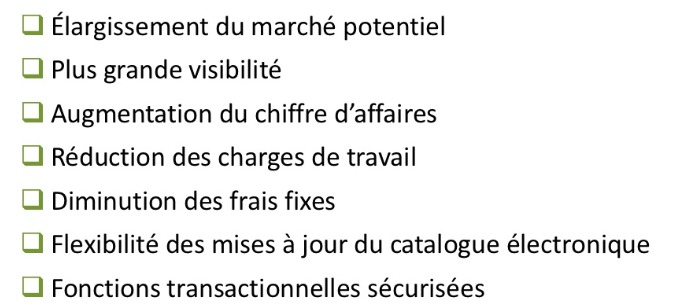 Élargissement du marché potentiel
Plus grande visibilité
Augmentation du chiffre d’affaires
Réduction des charges de travail
Diminution des frais fixes
Flexibilité des mises à jour du catalogue électronique
Fonctions transactionnelles sécurisées